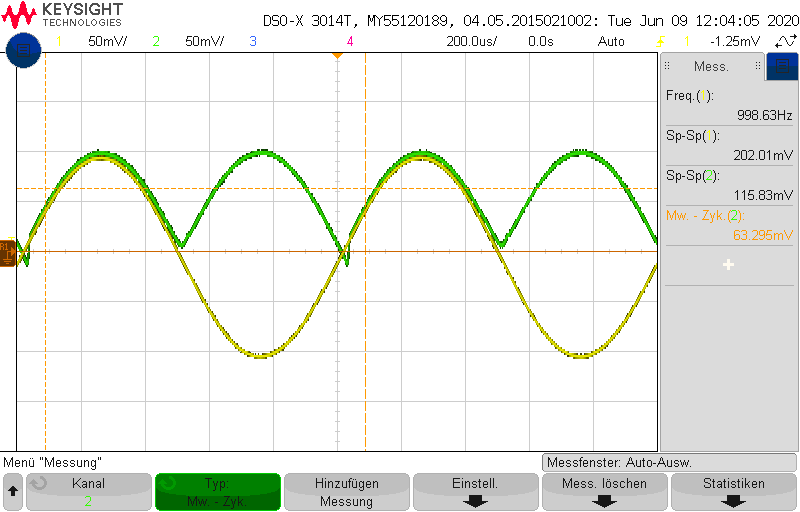 KEYSIGHT
TECHNOLOGIES
DSO-X 3014T, MY55120189, 04.05.2015021002: Tue Jun 09 12:04:05 2020
1 50mV/ 2 50mV/ 3 4 200.0us/ 0.0s Auto 1 -1.25mV
Mess.
Freq.( ):
998.63Hz
Sp-Sp( ):
202.01mV
Sp-Sp(2):
115.83mV
Mw. - Zyk.(2):
63.295mV
R1
Menü "Messung"
Messfenster: Auto-Ausw.
Kanal
2
Typ:
Mw. - Zyk.
Hinzufügen
Messung
Einstell.
Mess. löschen
Statistiken